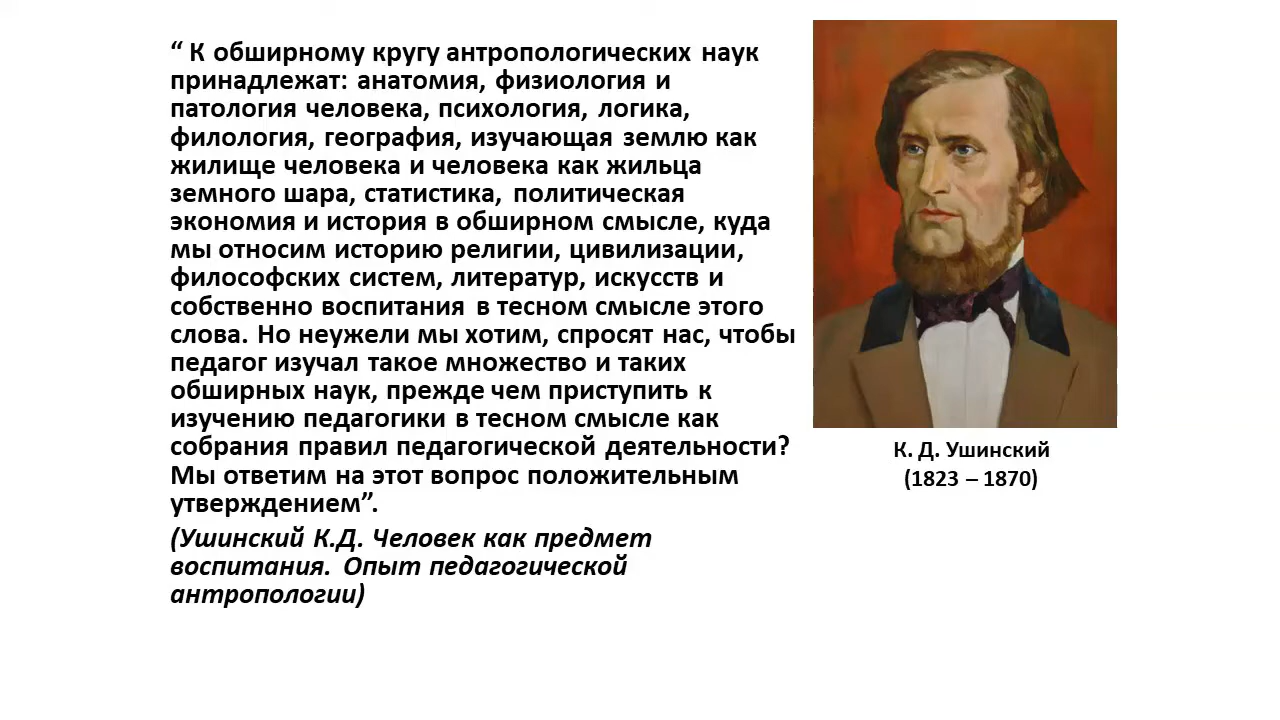 “ К обширному кругу антропологических наук
принадлежат: анатомия, физиология и
патология человека, психология, логика,
филология, география, изучающая землю как
жилище человека и человека как жильца
земного шара, статистика, политическая
экономия и история в обширном смысле, куда
мы относим историю религии, цивилизации,
философских систем, литератур, искусств и
собственно воспитания в тесном смысле этого
слова. Но неужели мы хотим, спросят нас, чтобы
педагог изучал такое множество и таких
обширных наук, прежде чем приступить к
изучению педагогики в тесном смысле как
собрания правил педагогической деятельности?
Мы ответим на этот вопрос положительным
утверждением”.
(Ушинский К.Д. Человек как предмет
воспитания. Опыт педагогической
антропологии)
К. Д. Ушинский
(1823 – 1870)